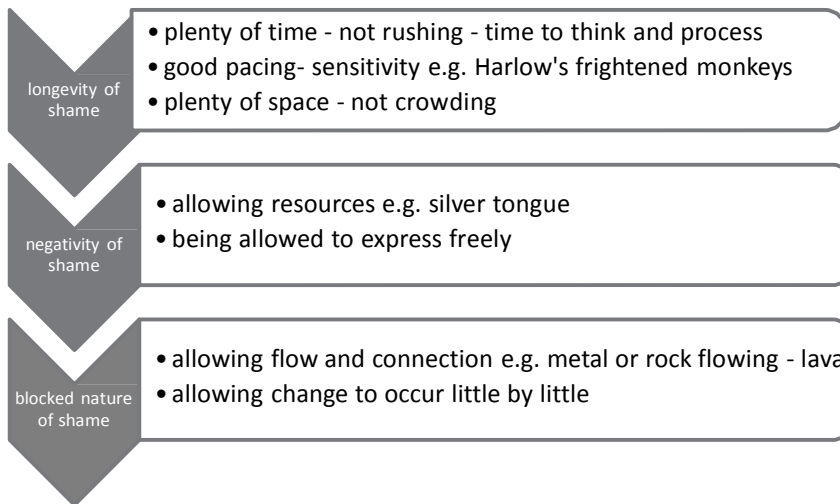 longevity of
shame
• plenty of time - not rushing - time to think and process
• good pacing- sensitivity e.g. Harlow's frightened monkeys
• plenty of space - not crowding
negativity of
shame
• allowing resources e.g. silver tongue
• being allowed to express freely
blocked nature
of shame
• allowing flow and connection e.g. metal or rock flowing - lava
• allowing change to occur little by little